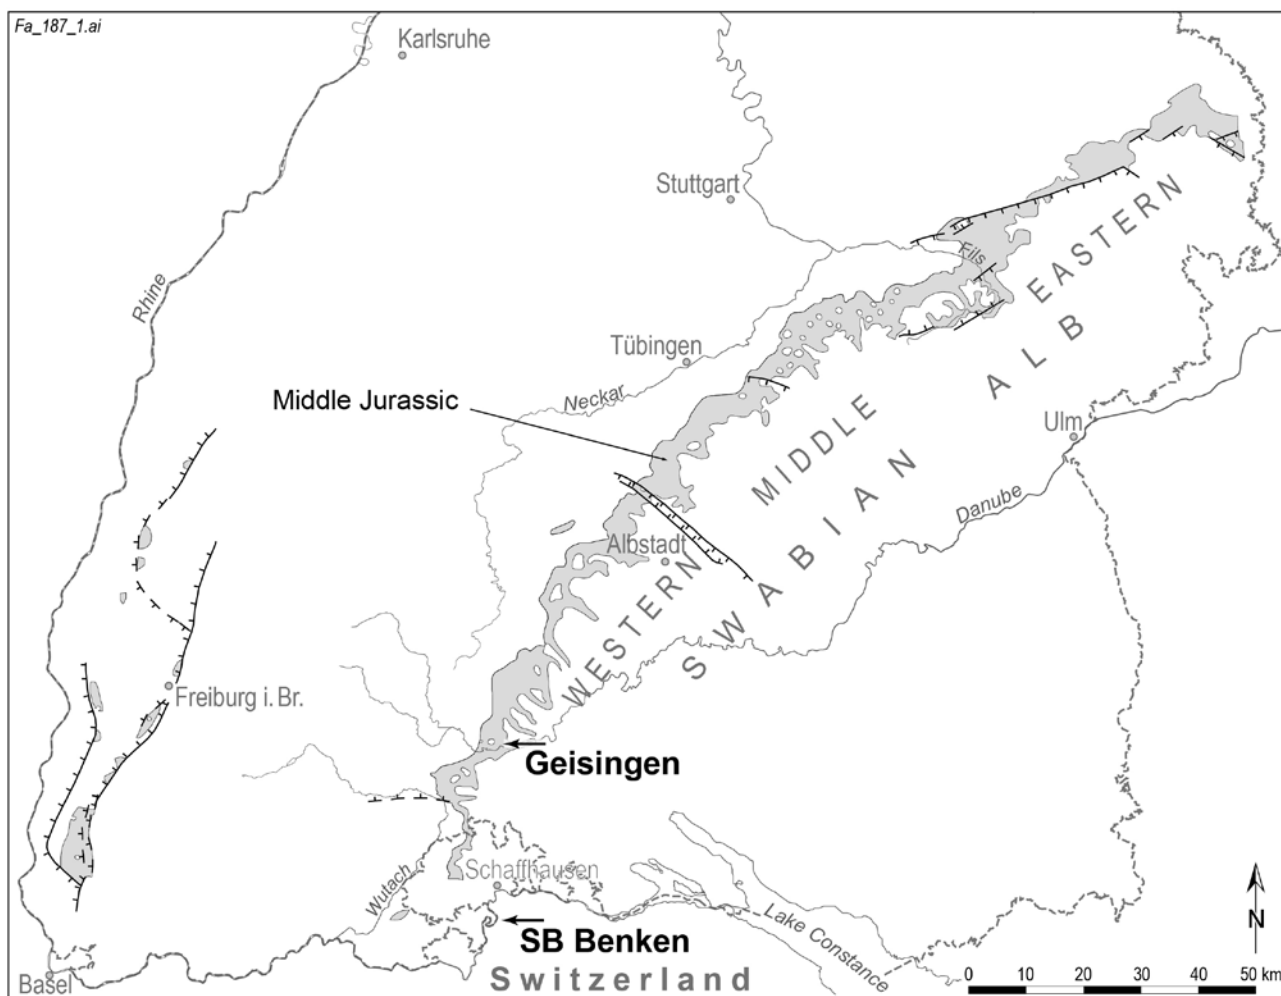 Fa_187_1.ai
Karlsruhe
Stuttgart
Rhine
Fils
EASTERN
Tübingen
Neckar
Middle Jurassic
MIDDLE
SWABIAN ALB
Ulm
Danube
Albstadt
WESTERN
Freiburg i. Br.
Geisingen
Schaffhausen
Wutach
SB Benken
Lake Constance
Switzerland
Basel
N
0 10 20 30 40 50 km